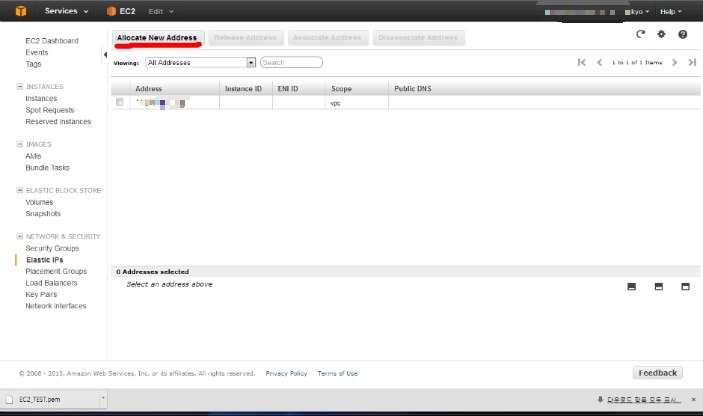 Services EC2 Edit kyo Help
Allocate New Address Release Address Associate Address Disassociate Address
EC2 Dashboard
Events
Tags
Viewing: All Addresses Search 1 to 1 of 1 Items
Address Instance ID ENI ID Scope Public DNS
vpc
INSTANCES
Instances
Spot Requests
Reserved Instances
IMAGES
AMIs
Bundle Tasks
ELASTIC BLOCK STORE
Volumes
Snapshots
NETWORK & SECURITY
Security Groups
Elastic IPs
Placement Groups
Load Balancers
Key Pairs
Network Interfaces
0 Addresses selected
Select an address above
© 2006 - 2013, Amazon Web Services, Inc. or its affiliates. All rights reserved. Privacy Policy Terms of Use Feedback
EC2_TEST.pem 다운로드 항목 모두 표시...